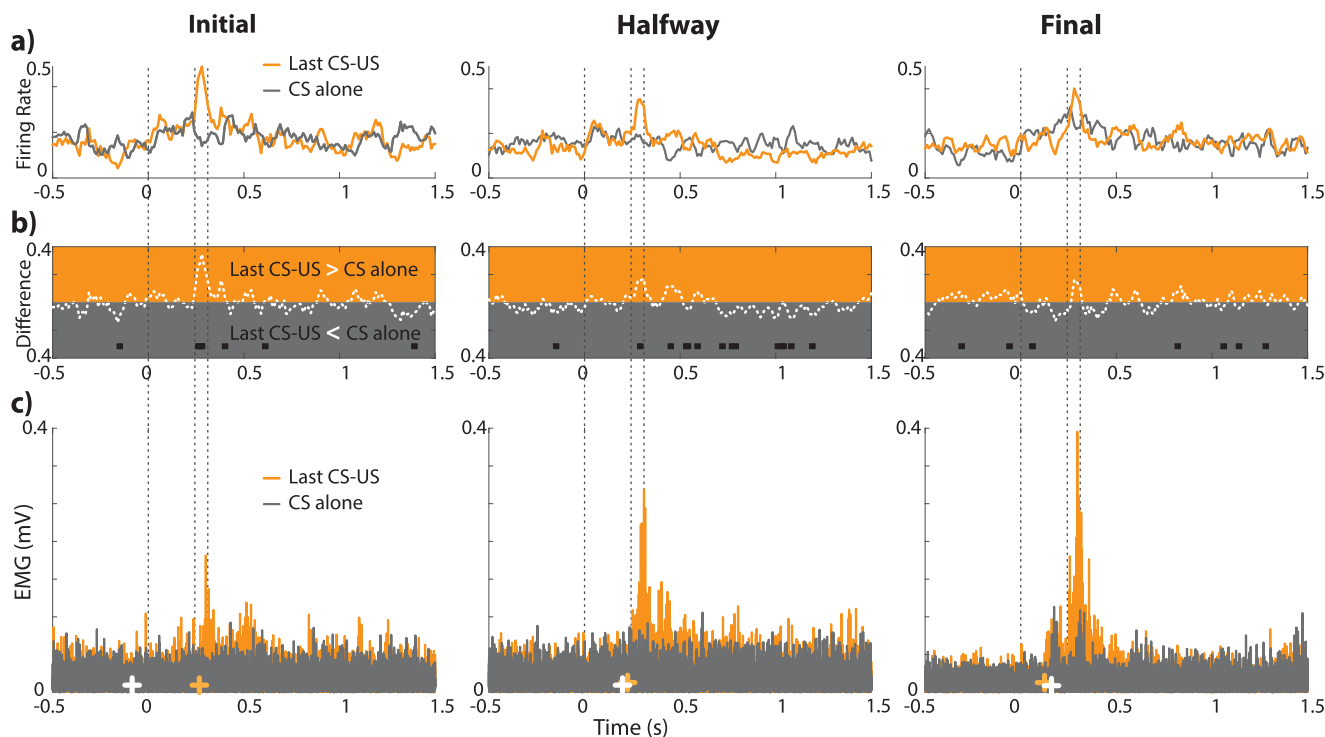 Initial Halfway Final
a)
Last CS-US
CS alone
Firing Rate
0.5 0.5 0.5
0 0 0
-0.5 0 0.5 1 1.5 -0.5 0 0.5 1 1.5 -0.5 0 0.5 1 1.5
b)
Difference
0.4 0.4 0.4
Last CS-US > CS alone
Last CS-US < CS alone
0.4 0.4 0.4
-0.5 0 0.5 1 1.5 -0.5 0 0.5 1 1.5 -0.5 0 0.5 1 1.5
c)
0.4 0.4 0.4
Last CS-US
CS alone
EMG (mV)
0 0 0
-0.5 0 0.5 1 1.5 -0.5 0 0.5 1 1.5 -0.5 0 0.5 1 1.5
Time (s)